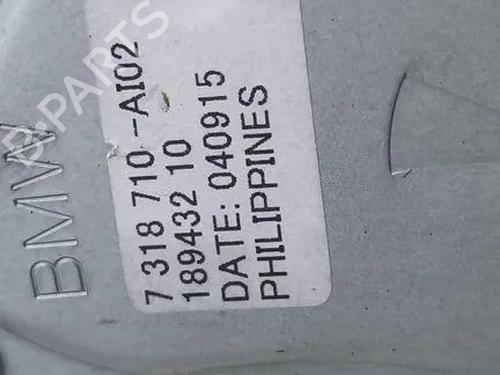 BMW
7 318 710 -AI02
189432 10
DATE: 040915
PHILIPPINES
B-PARTS